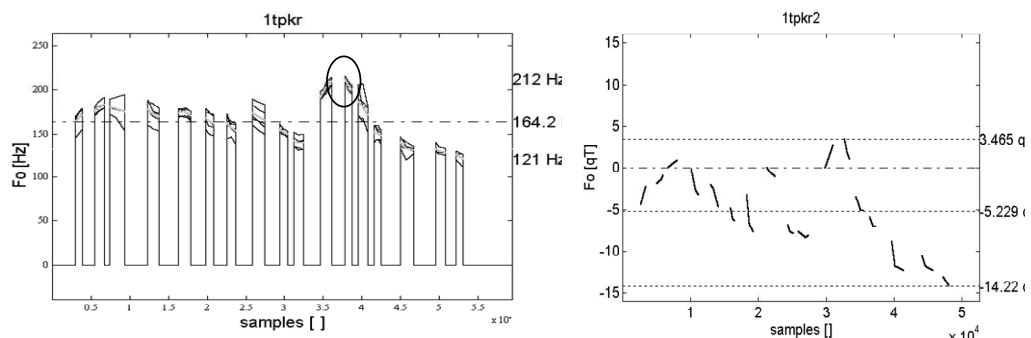 1tpkr
Fo [Hz]
250
200
150
100
50
0
212 Hz
164.2
121 Hz
0.5
1
1.5
2
2.5
3
3.5
4
4.5
5
5.5
samples [ ]
1tpkr2
Fo [qT]
15
10
5
0
-5
-10
-15
3.465 q
-5.229 q
-14.22 q
0
1
2
3
4
5
samples []
x 10⁴